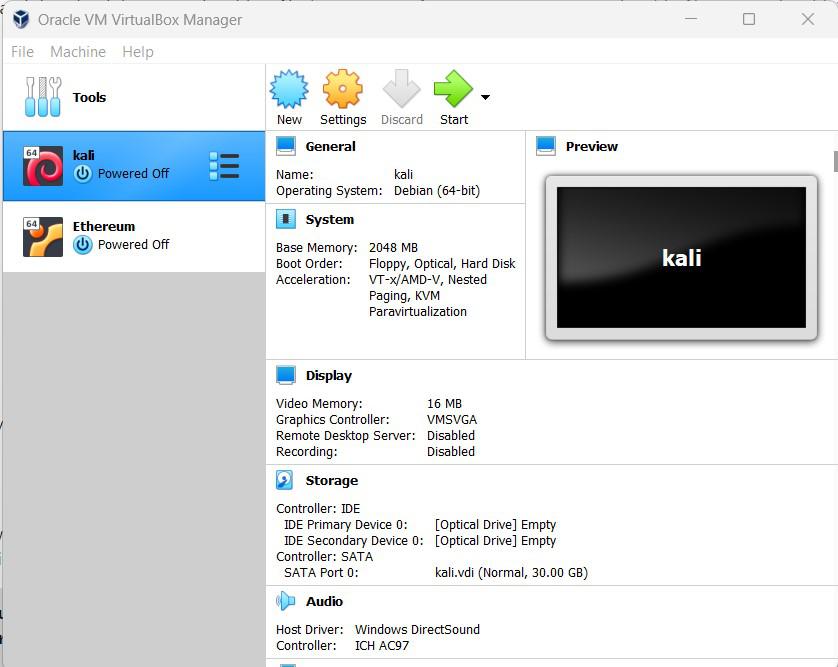 Oracle VM VirtualBox Manager
File Machine Help
Tools
64
kali
Powered Off
64
Ethereum
Powered Off
New Settings Discard Start
General
Name: kali
Operating System: Debian (64-bit)
System
Base Memory: 2048 MB
Boot Order: Floppy, Optical, Hard Disk
Acceleration: VT-x/AMD-V, Nested
Paging, KVM
Paravirtualization
Preview
kali
Display
Video Memory: 16 MB
Graphics Controller: VMSVGA
Remote Desktop Server: Disabled
Recording: Disabled
Storage
Controller: IDE
IDE Primary Device 0: [Optical Drive] Empty
IDE Secondary Device 0: [Optical Drive] Empty
Controller: SATA
SATA Port 0: kali.vdi (Normal, 30.00 GB)
Audio
Host Driver: Windows DirectSound
Controller: ICH AC97